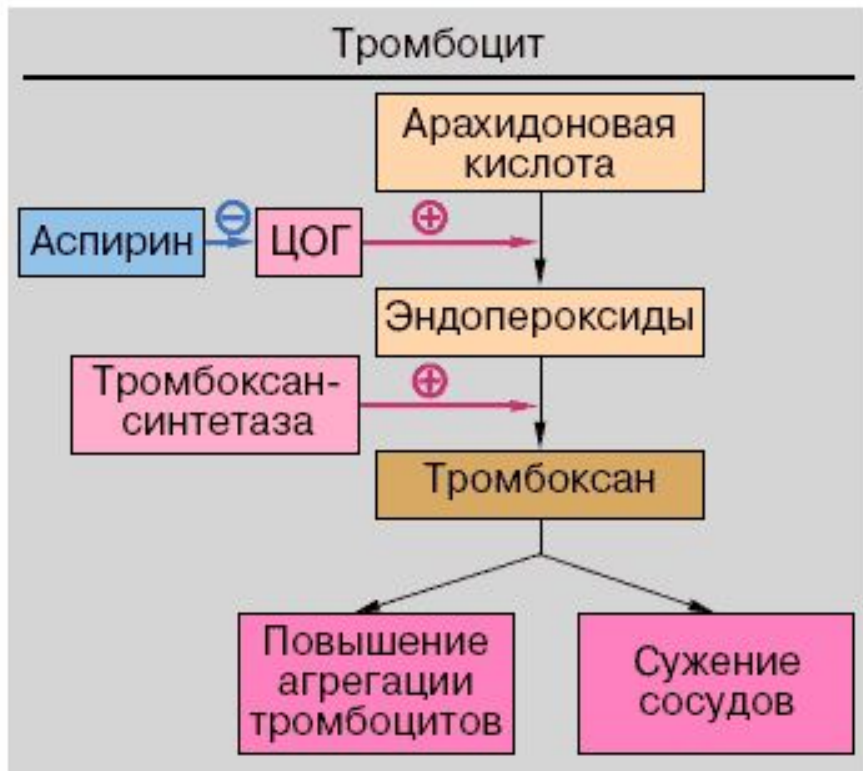 Тромбоцит
Арахидоновая
кислота
Аспирин
ЦОГ
Эндопероксиды
Тромбоксан-
синтетаза
Тромбоксан
Повышение
агрегации
тромбоцитов
Сужение
сосудов